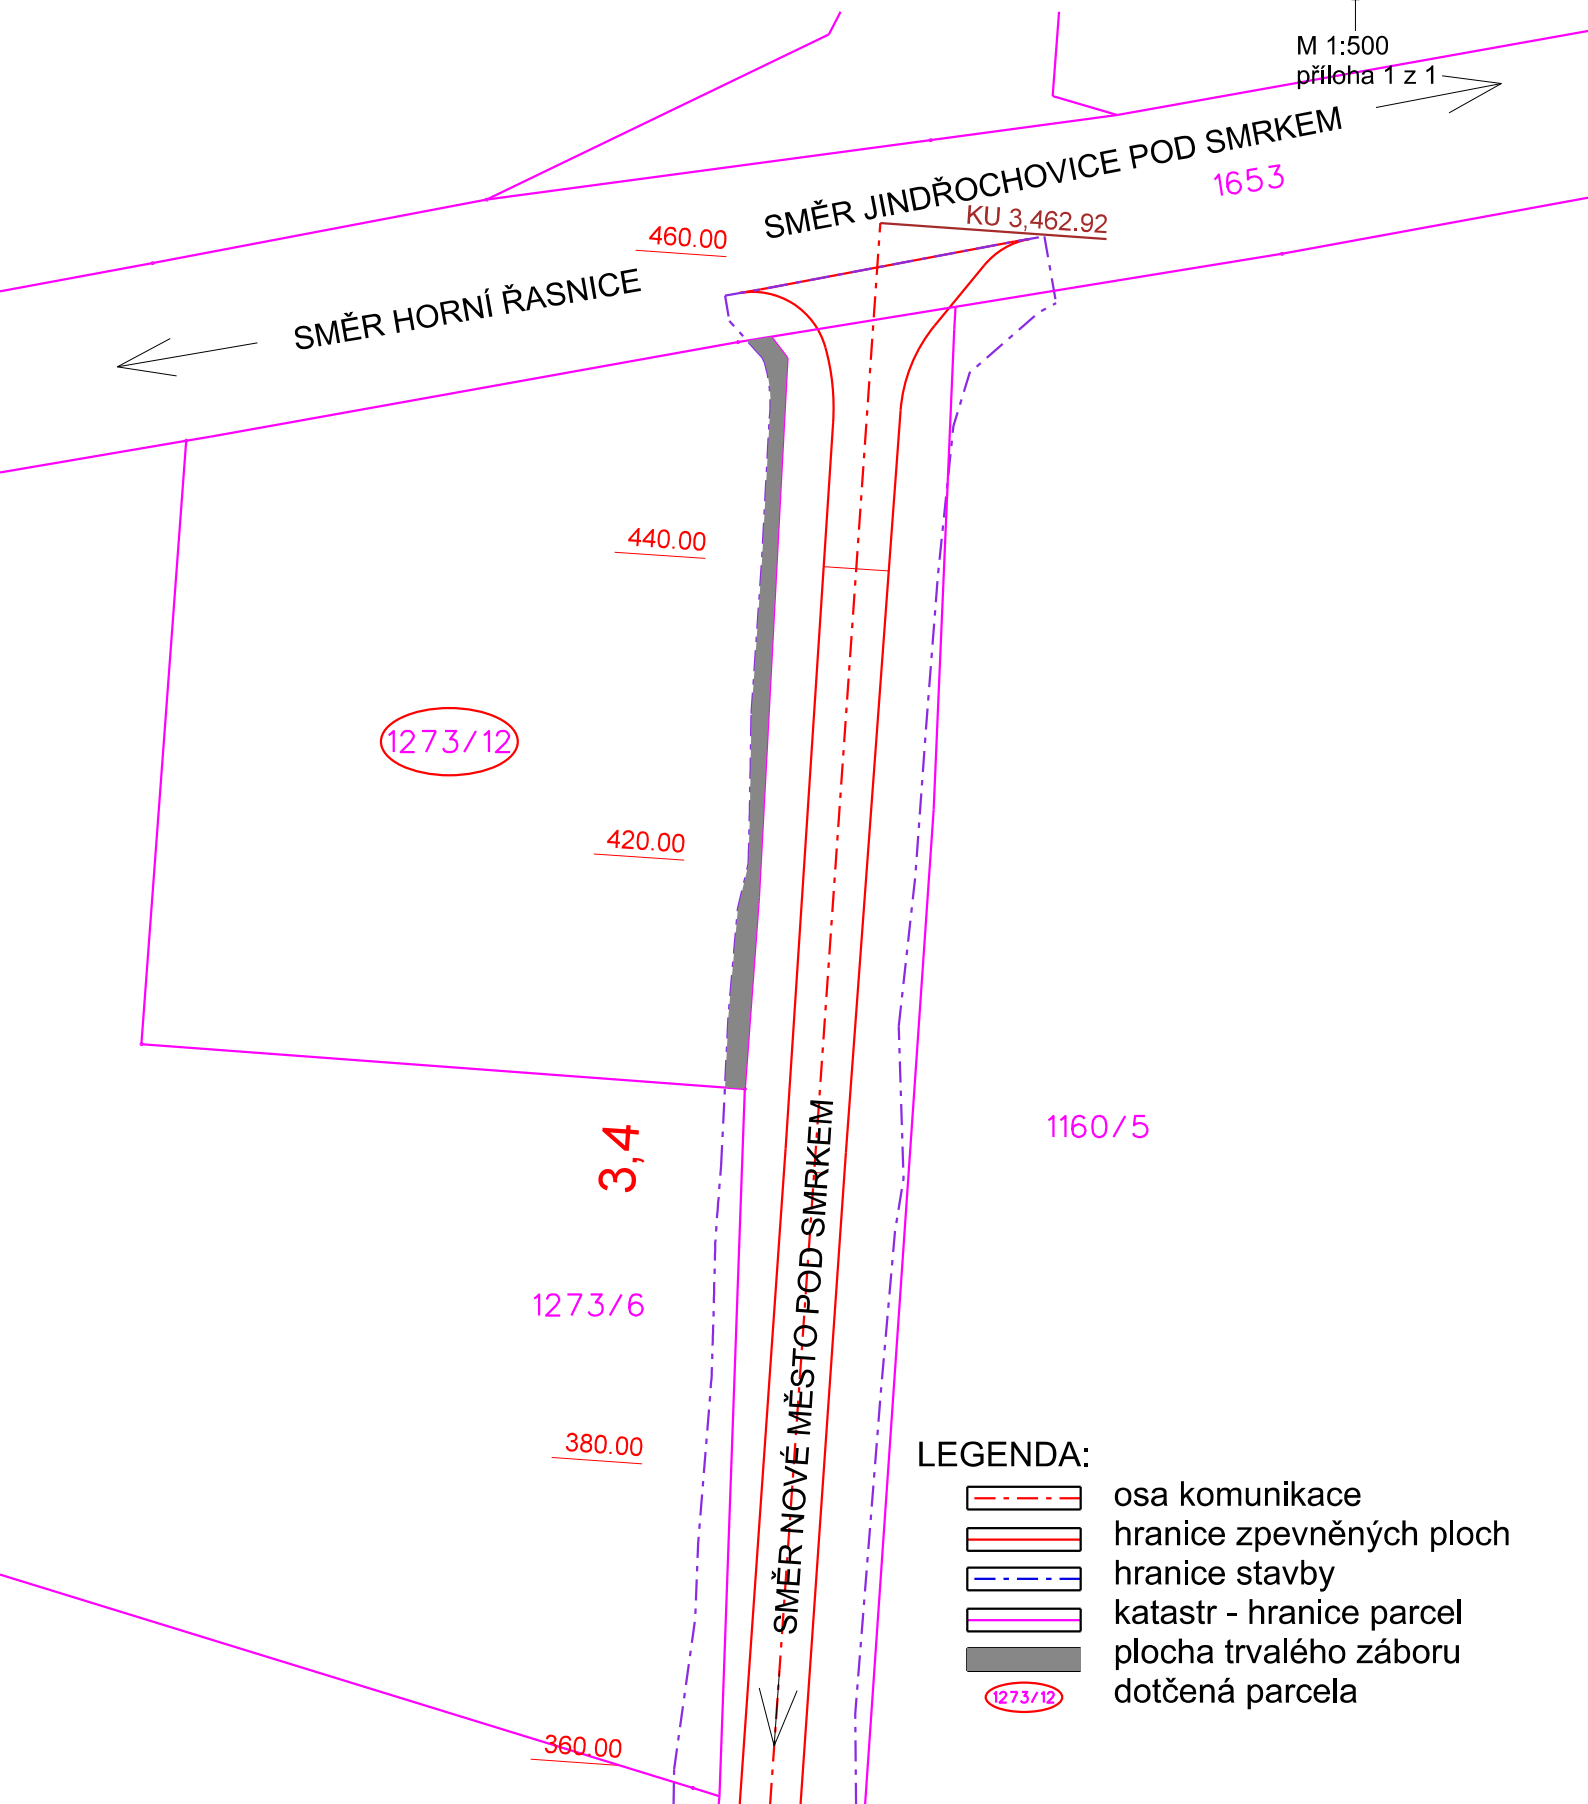 M 1:500
příloha 1 z 1
SMĚR JINDŘOCHOVICE POD SMRKEM
1653
KU 3,462.92
460.00
SMĚR HORNÍ ŘASNICE
440.00
1273/12
420.00
3,4
1160/5
SMĚR NOVÉ MĚSTO POD SMRKEM
1273/6
380.00
360.00
LEGENDA:
osa komunikace
hranice zpevněných ploch
hranice stavby
katastr - hranice parcel
plocha trvalého záboru
1273/12 dotčená parcela